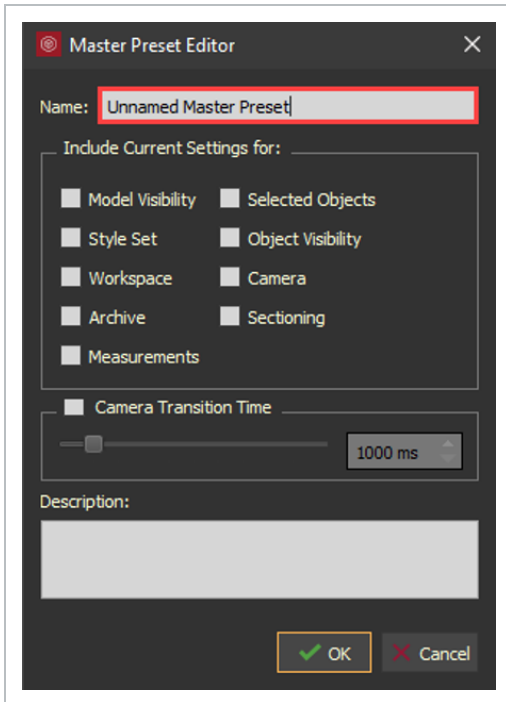 Master Preset Editor
Name: Unnamed Master Preset
Include Current Settings for:
Model Visibility Selected Objects
Style Set Object Visibility
Workspace Camera
Archive Sectioning
Measurements
Camera Transition Time
1000 ms
Description:
OK Cancel